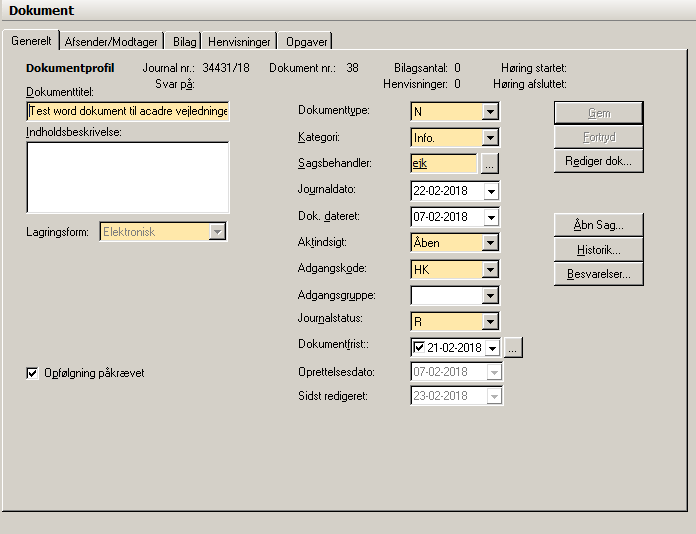 Dokument
Generelt Afsender/Modtager Bilag Henvisninger Opgaver
Dokumentprofil Journal nr.: 34431/18 Dokument nr.: 38 Bilagsantal: 0 Høring startet:
Svar på: Henvisninger: 0 Høring afsluttet:
Dokumenttitel:
Test word dokument til acadre vejledninge
Indholdsbeskrivelse:
Lagringsform: Elektronisk
Opfølgning påkrævet
Dokumenttype: N
Kategori: Info.
Sagsbehandler: ejk ...
Journaldato: 22-02-2018
Dok. dateret: 07-02-2018
Aktindsigt: Åben
Adgangskode: HK
Adgangsgruppe:
Journalstatus: R
Dokumentfrist:: 21-02-2018 ...
Oprettelsesdato: 07-02-2018
Sidst redigeret: 23-02-2018
Gem
Fortryd
Rediger dok...
Åbn Sag...
Historik...
Besvarelser...